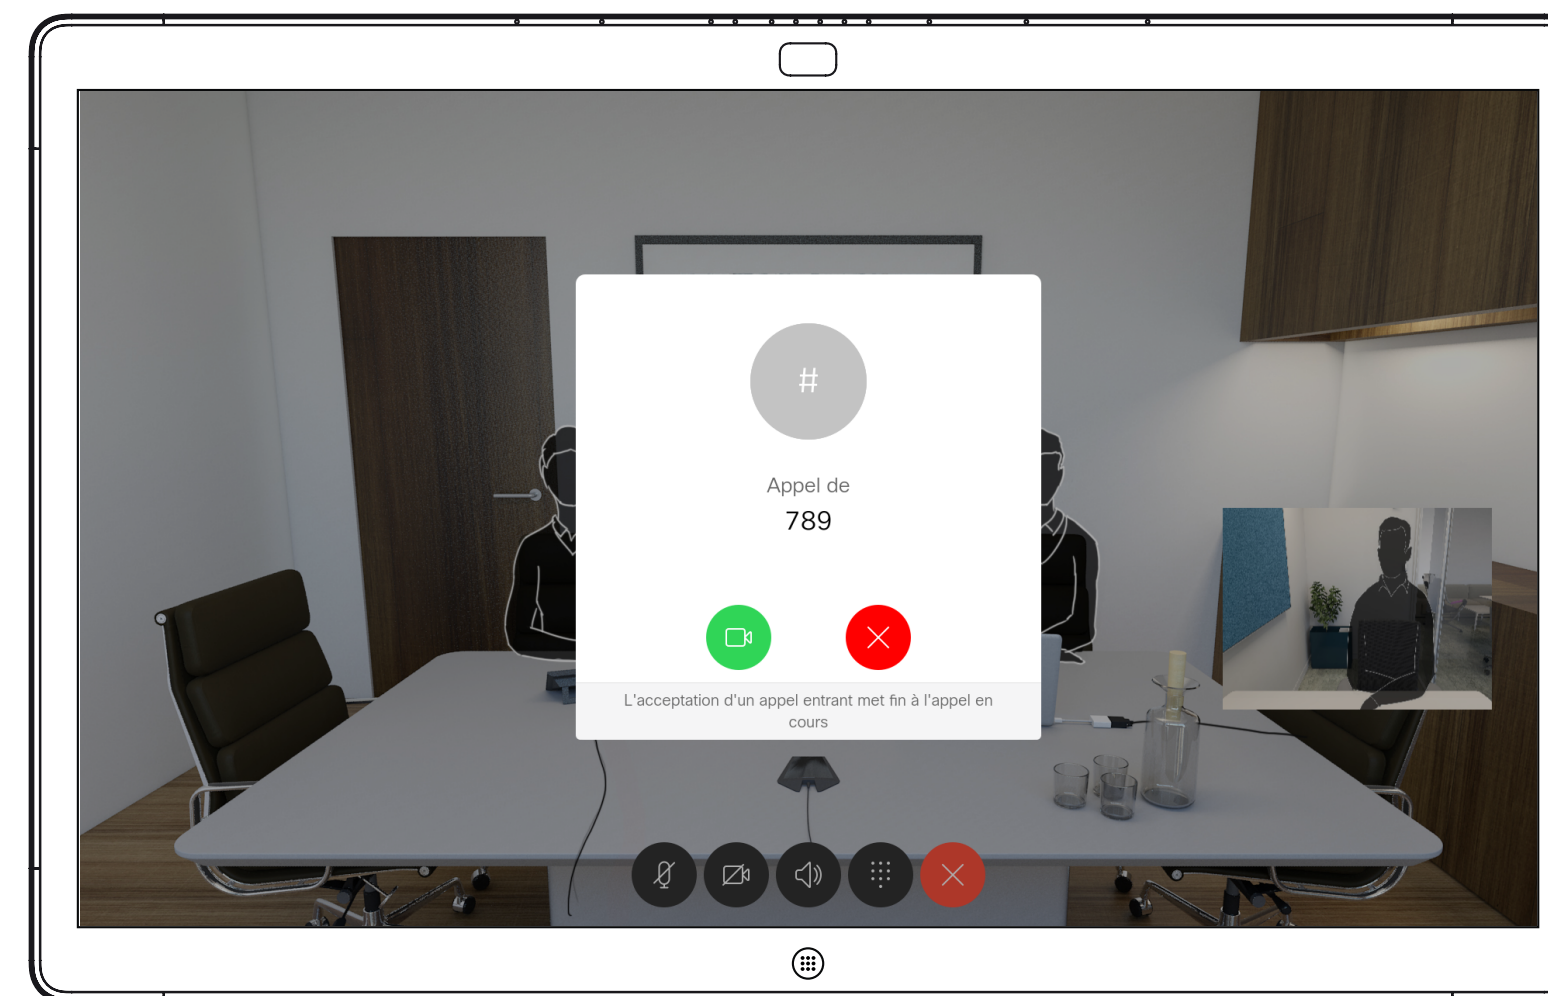 #
Appel de
789
L'acceptation d'un appel entrant met fin à l'appel en
cours